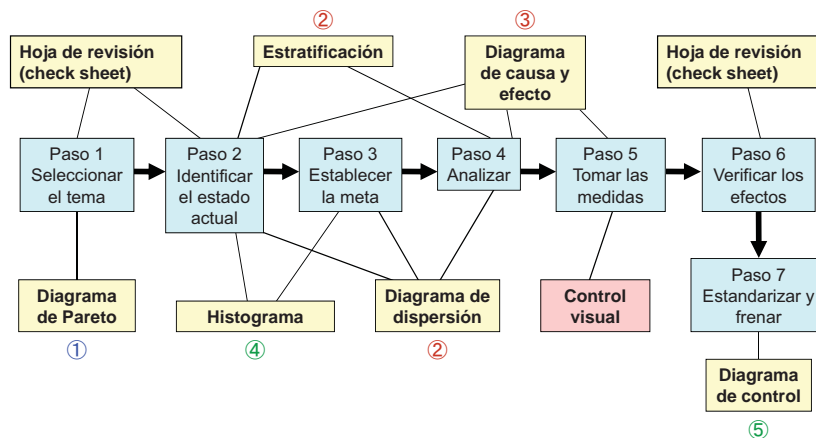 ②
③
Hoja de revisión
(check sheet)
Estratificación
Diagrama
de causa y
efecto
Hoja de revisión
(check sheet)
Paso 1
Seleccionar
el tema
Paso 2
Identificar
el estado
actual
Paso 3
Establecer
la meta
Paso 4
Analizar
Paso 5
Tomar las
medidas
Paso 6
Verificar los
efectos
Paso 7
Estandarizar y
frenar
Diagrama
de Pareto
Histograma
Diagrama de
dispersión
Control
visual
①
④
②
Diagrama
de control
⑤